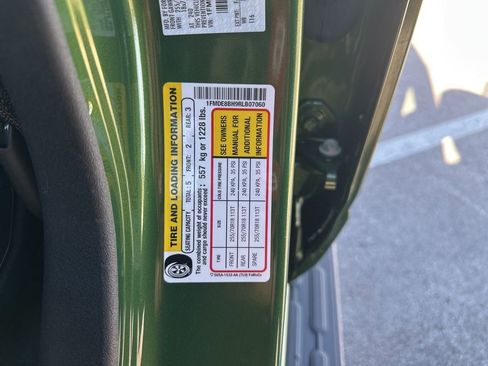 1FMDE8BH9RLB07060
TIRE AND LOADING INFORMATION
SEATING CAPACITY TOTAL: 5 FRONT: 2 REAR: 3
The combined weight of occupants
and cargo should never exceed: 557 kg or 1228 lbs.
TIRE SIZE COLD TIRE PRESSURE
FRONT 255/70R18 113T 240 KPA, 35 PSI
REAR 255/70R18 113T 240 KPA, 35 PSI
SPARE 255/70R18 113T 240 KPA, 35 PSI
SEE OWNERS
MANUAL FOR
ADDITIONAL
INFORMATION